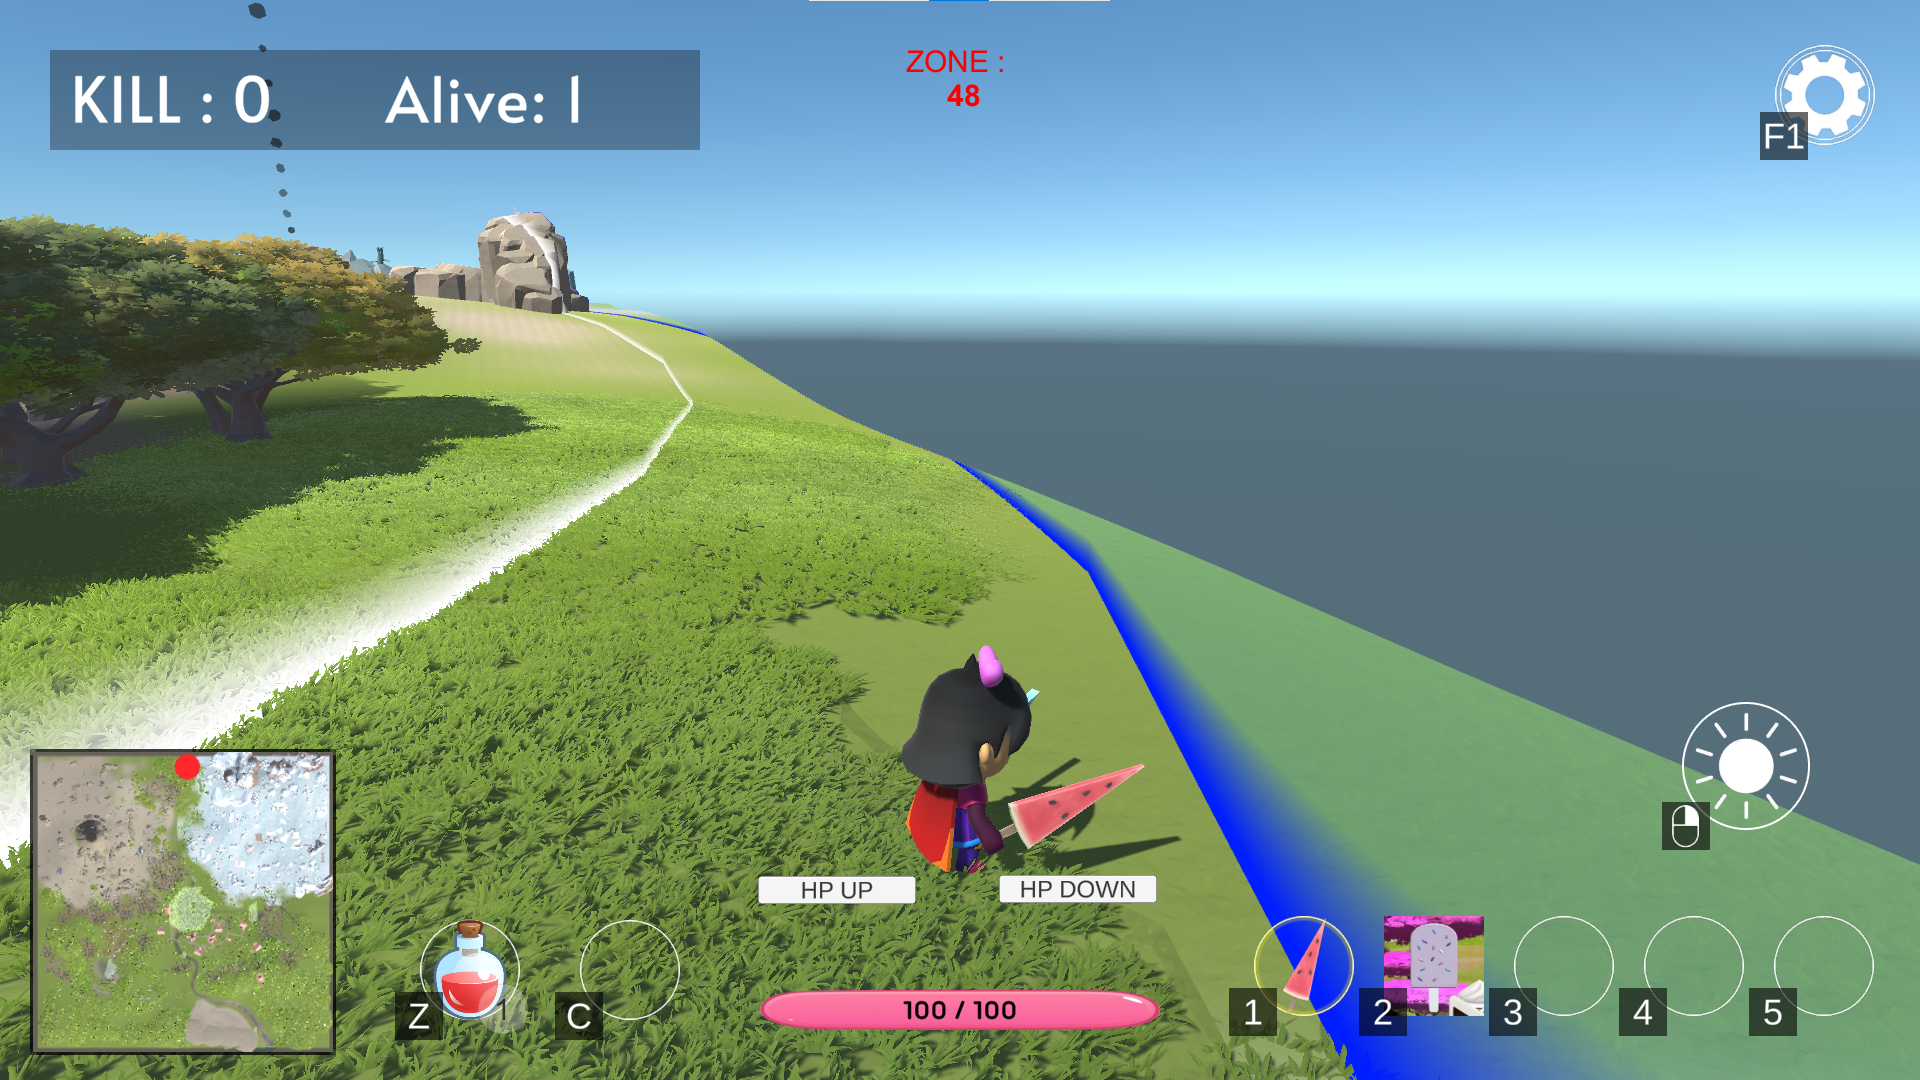 KILL : 0 Alive: 1
ZONE :
48
F1
HP UP HP DOWN
Z C
100 / 100
1 2 3 4 5